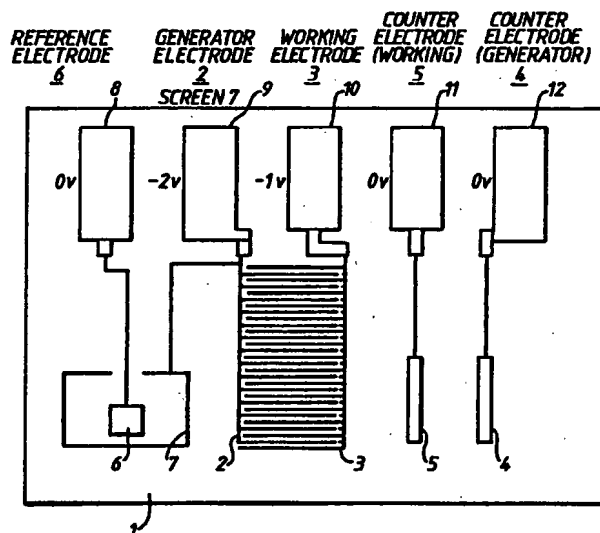 REFERENCE ELECTRODE 6
GENERATOR ELECTRODE 2
WORKING ELECTRODE 3
COUNTER ELECTRODE (WORKING) 5
COUNTER ELECTRODE (GENERATOR) 4
SCREEN 7
8
9
10
11
12
0v
-2v
-1v
0v
0v
6
7
2
3
5
4
1